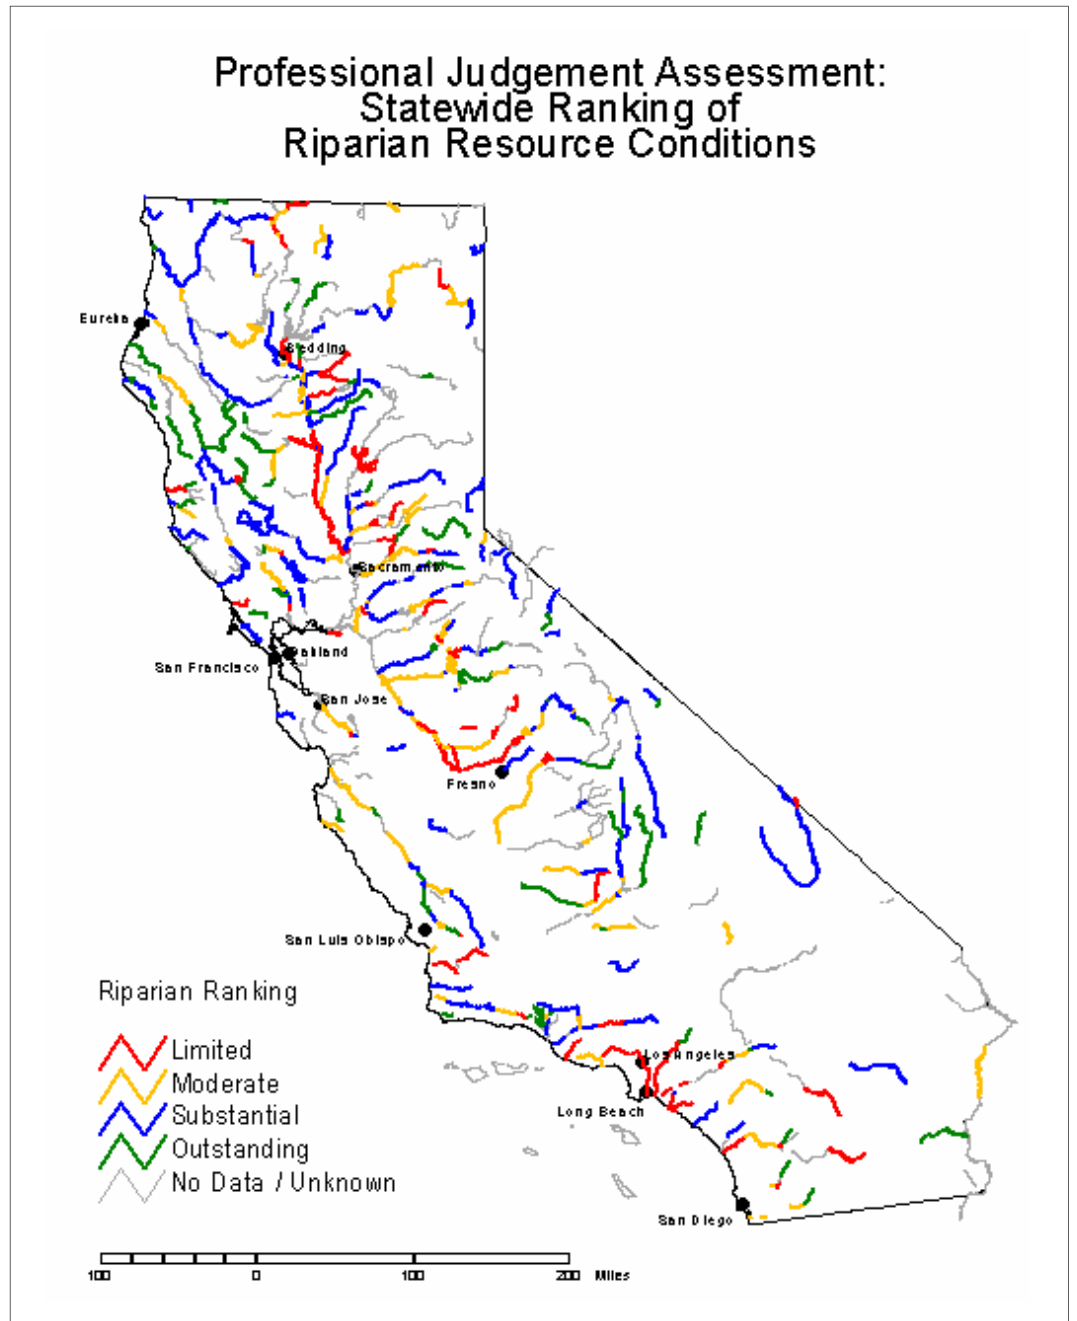 Professional Judgement Assessment:
Statewide Ranking of
Riparian Resource Conditions
Eureka
Redding
Sacramento
Oakland
San Francisco
San Jose
Fresno
San Luis Obispo
Los Angeles
Long Beach
San Diego
Riparian Ranking
Limited
Moderate
Substantial
Outstanding
No Data / Unknown
100 0 100 200 Miles